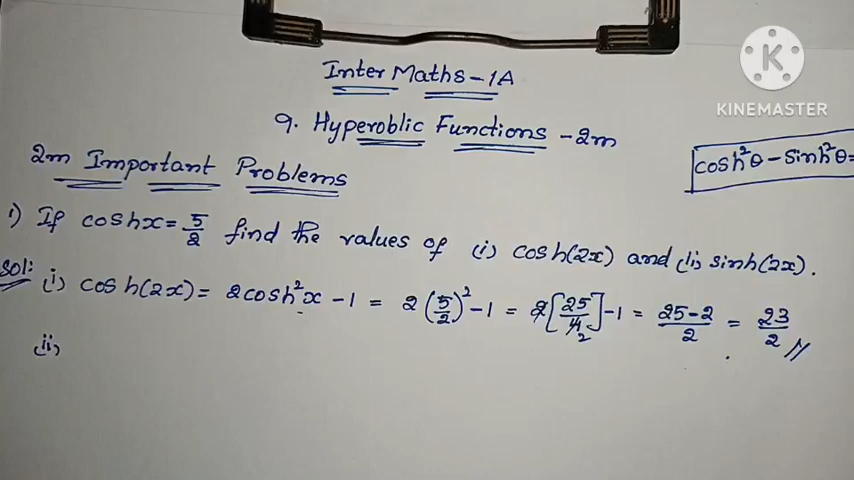 K
KINEMASTER
Inter Maths-1A
9. Hyperoblic Functions -2m
2m Important Problems
cosh²θ - sinh²θ=
1) If coshx = 5/2 find the values of (i) cosh(2x) and (ii) sinh(2x).
Sol: (i) cosh(2x) = 2cosh²x - 1 = 2(5/2)² - 1 = 2[25/4 2] - 1 = 25-2/2 = 23/2 //
(ii)